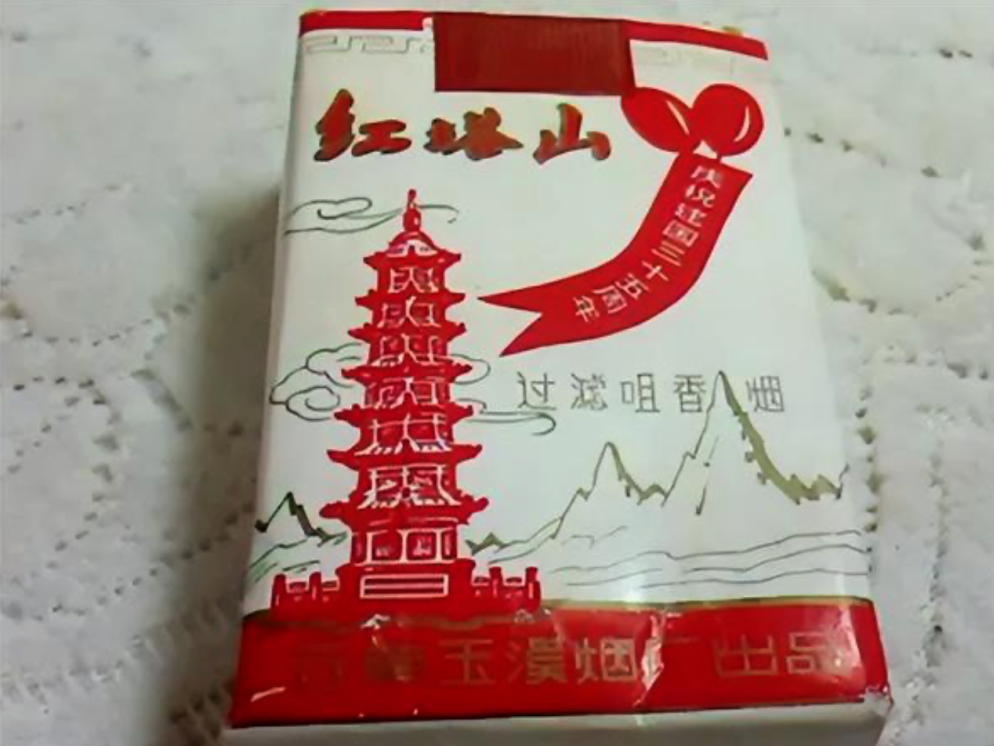 红塔山
庆祝建国三十五周年
过滤咀香烟
云南玉溪烟厂出品